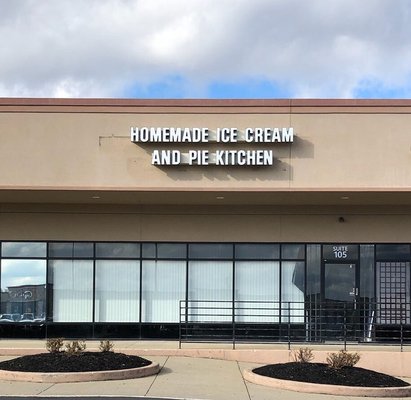 HOMEMADE ICE CREAM
AND PIE KITCHEN
SUITE
105